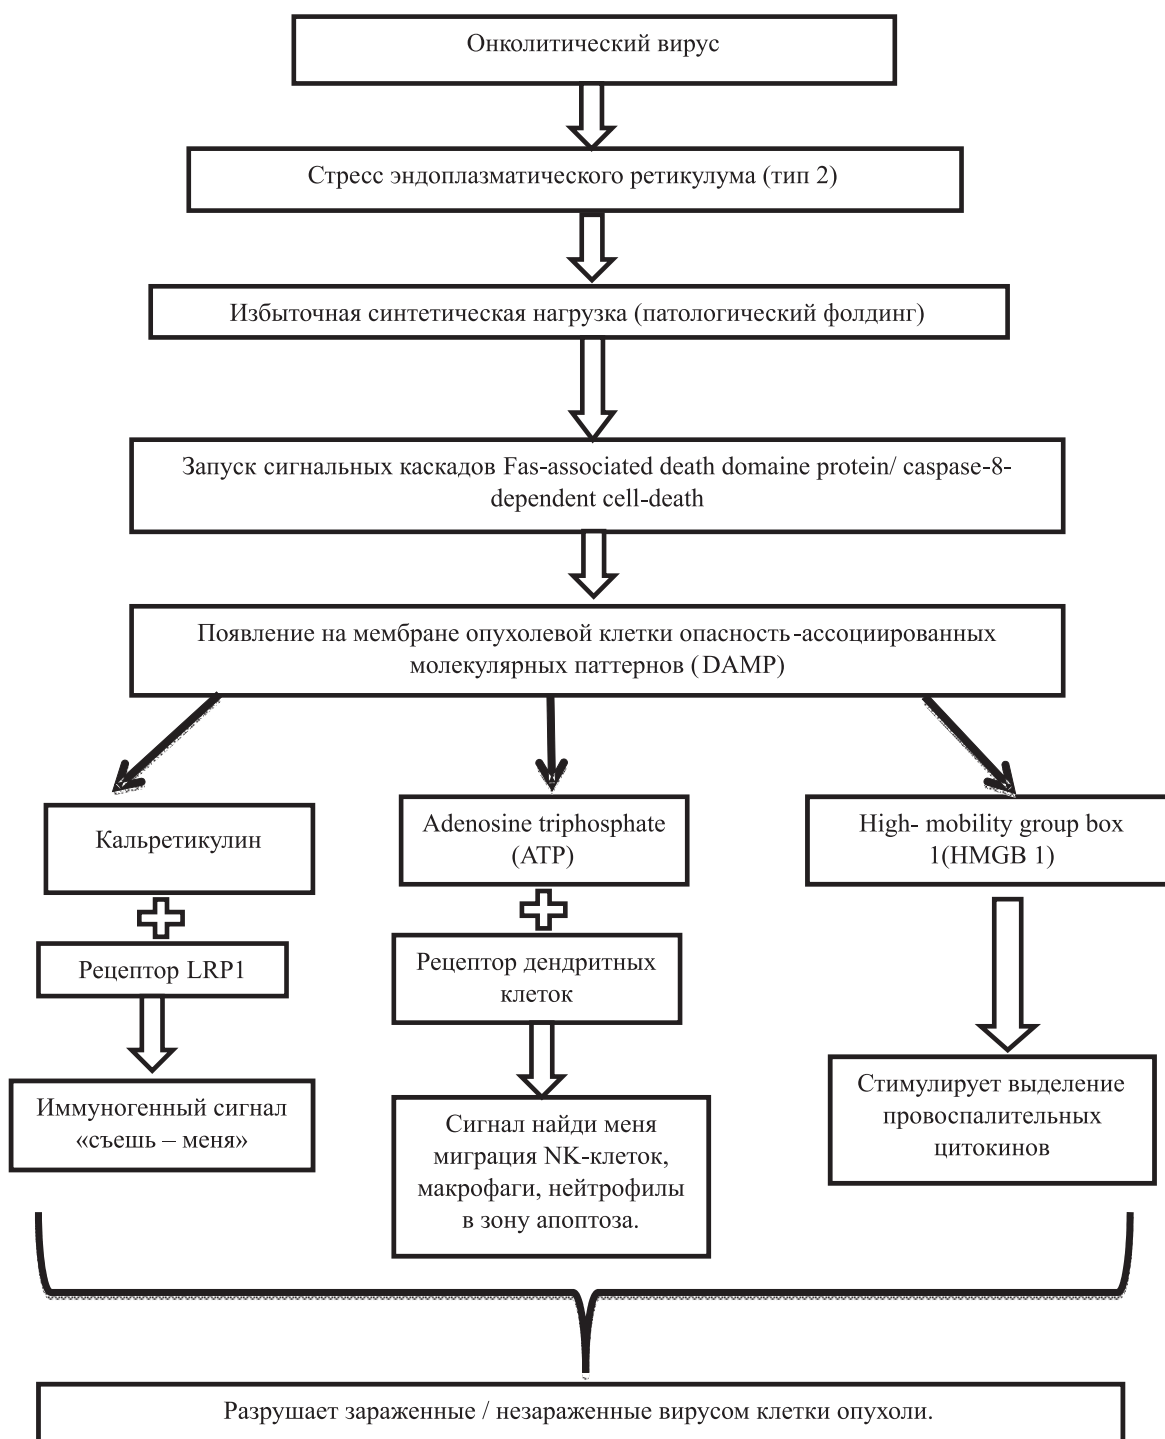 Онколитический вирус
Стресс эндоплазматического ретикулума (тип 2)
Избыточная синтетическая нагрузка (патологический фолдинг)
Запуск сигнальных каскадов Fas-associated death domaine protein/ caspase-8-
dependent cell-death
Появление на мембране опухолевой клетки опасность-ассоциированных
молекулярных паттернов (DAMP)
Кальретикулин
Adenosine triphosphate
(ATP)
High- mobility group box
1(HMGB 1)
Рецептор LRP1
Рецептор дендритных
клеток
Иммуногенный сигнал
«съешь – меня»
Сигнал найди меня
миграция NK-клеток,
макрофаги, нейтрофилы
в зону апоптоза.
Стимулирует выделение
провоспалительных
цитокинов
Разрушает зараженные / незараженные вирусом клетки опухоли.